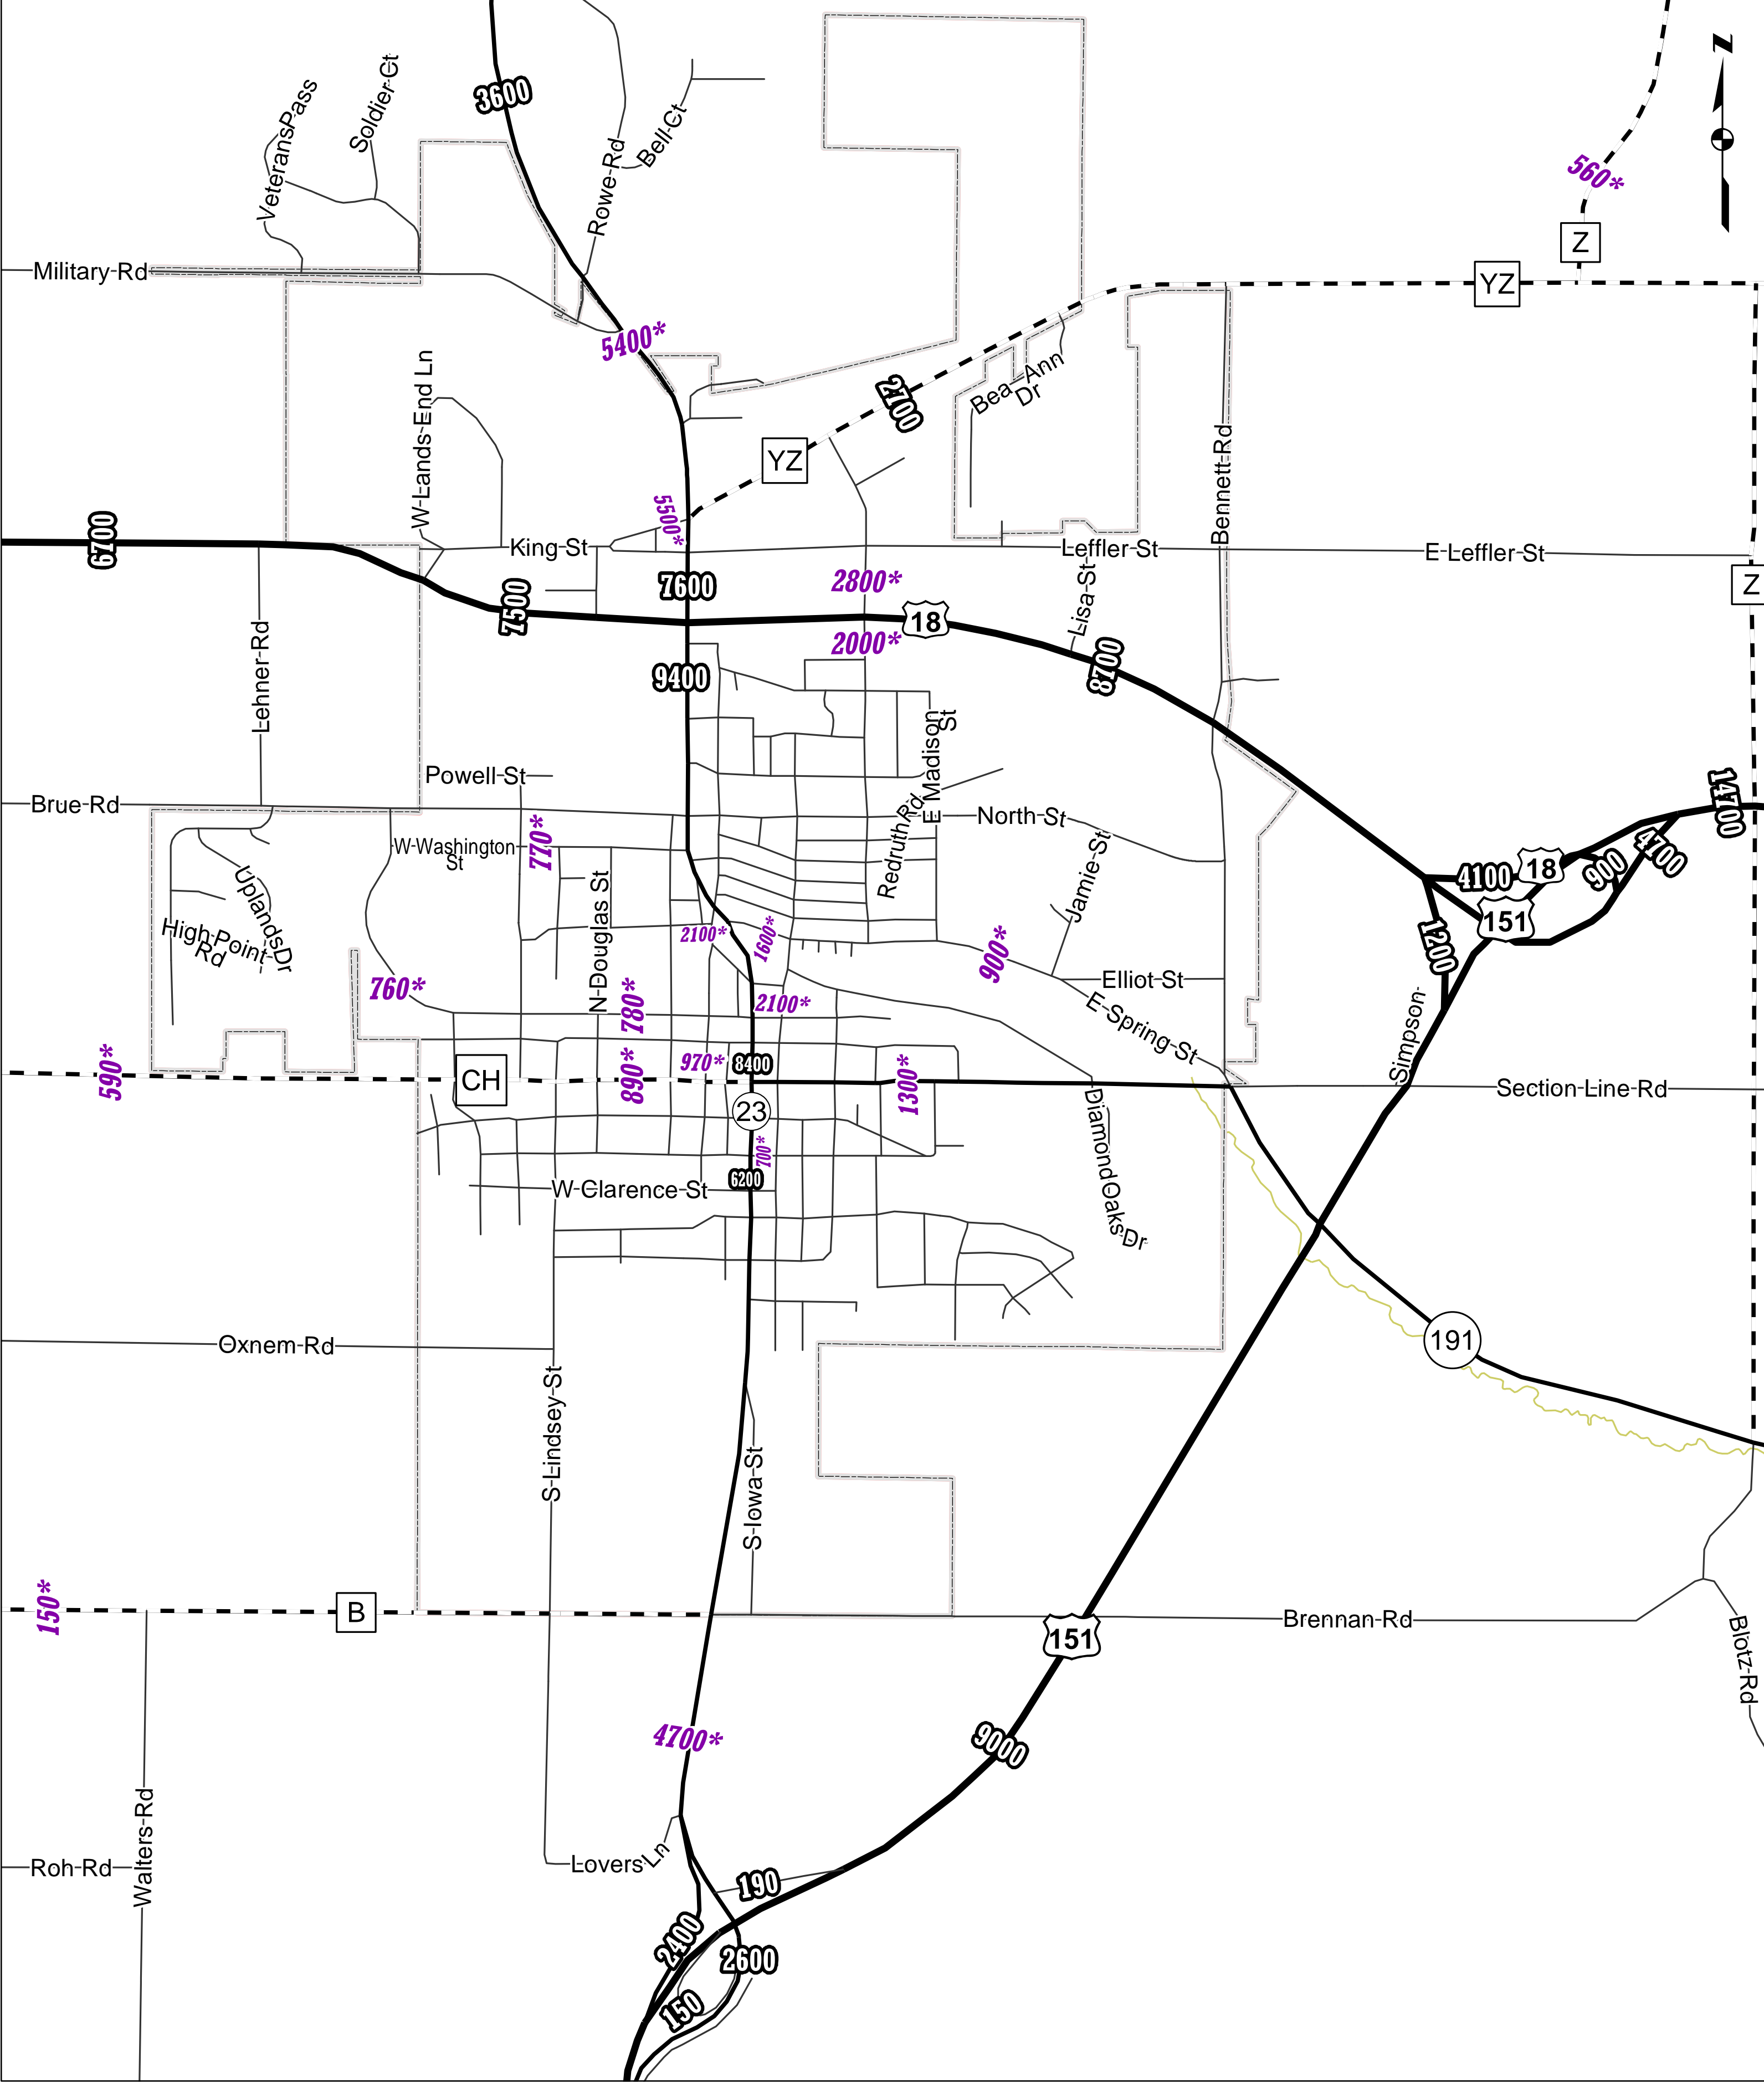 N
3600
Soldier-Ct
Veterans
Pass
Bell-Ct
Rowe-Rd
560*
Z
Military-Rd
YZ
5400*
W-Lands-End Ln
2700
Bea
Ann
Dr
YZ
Bennett-Rd
5500*
6700
King St
Leffler-St
E-Leffler-St
Z
7500
7600
2800*
Lisa-St
18
2000*
Lehner-Rd
9400
8700
E Madison
St
Powell-St
14700
Brue-Rd
North-St
Redruth
Rd
W-Washington
St
770*
Jamie-St
4700
18
900
4100
Uplands
Dr
N-Douglas St
151
High-Point
Rd
2100*
1600*
900*
1200
760*
780*
2100*
Elliot-St
E-Spring-St
Simpson
590*
CH
890*
970*
8400
1300*
Section-Line-Rd
23
Diamond
Oaks
Dr
700*
6200
W-Clarence-St
Oxnem-Rd
191
S-Lindsey-St
S-Iowa-St
150*
B
151
Brennan-Rd
Blotz-Rd
4700*
9000
Walters-Rd
Roh-Rd
Lovers
Ln
190
2400
2600
150